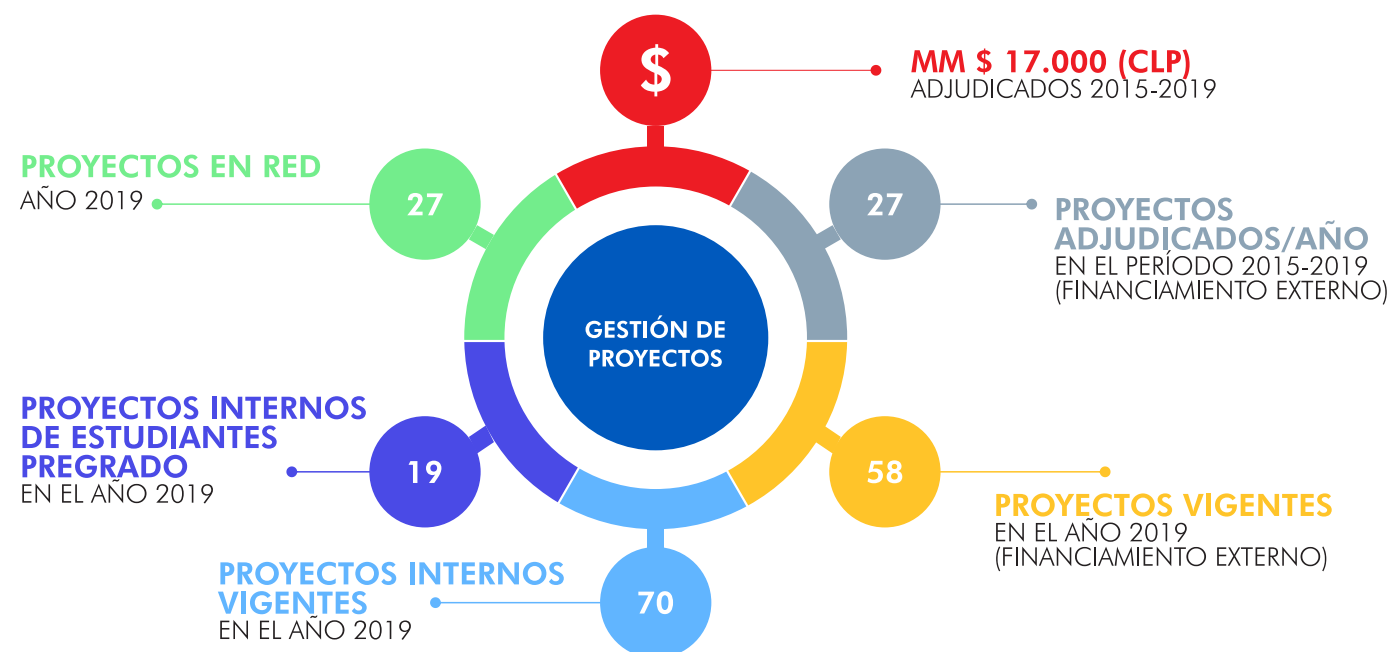 $
MM $ 17.000 (CLP)
ADJUDICADOS 2015-2019
27
PROYECTOS
ADJUDICADOS/AÑO
EN EL PERÍODO 2015-2019
(FINANCIAMIENTO EXTERNO)
58
PROYECTOS VIGENTES
EN EL AÑO 2019
(FINANCIAMIENTO EXTERNO)
70
PROYECTOS INTERNOS
VIGENTES
EN EL AÑO 2019
19
PROYECTOS INTERNOS
DE ESTUDIANTES
PREGRADO
EN EL AÑO 2019
27
PROYECTOS EN RED
AÑO 2019
GESTIÓN DE
PROYECTOS